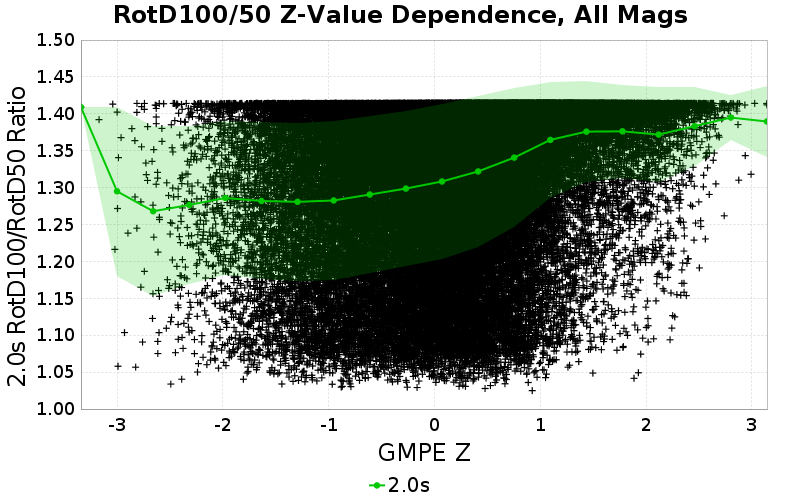 RotD100/50 Z-Value Dependence, All Mags
2.0s RotD100/RotD50 Ratio
1.50
1.45
1.40
1.35
1.30
1.25
1.20
1.15
1.10
1.05
1.00
-3 -2 -1 0 1 2 3
GMPE Z
2.0s